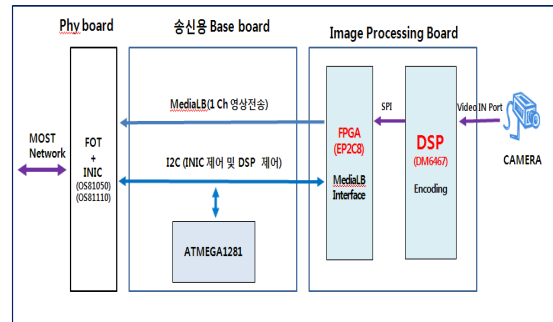 Phy board
송신용 Base board
Image Processing Board
MOST
Network
FOT
+
INIC
(OS81050)
(OS81110)
MediaLB(1 Ch 영상전송)
I2C (INIC 제어 및 DSP 제어)
ATMEGA1281
FPGA
(EP2C8)
MediaLB
Interface
SPI
DSP
(DM6467)
Encoding
Video IN Port
CAMERA